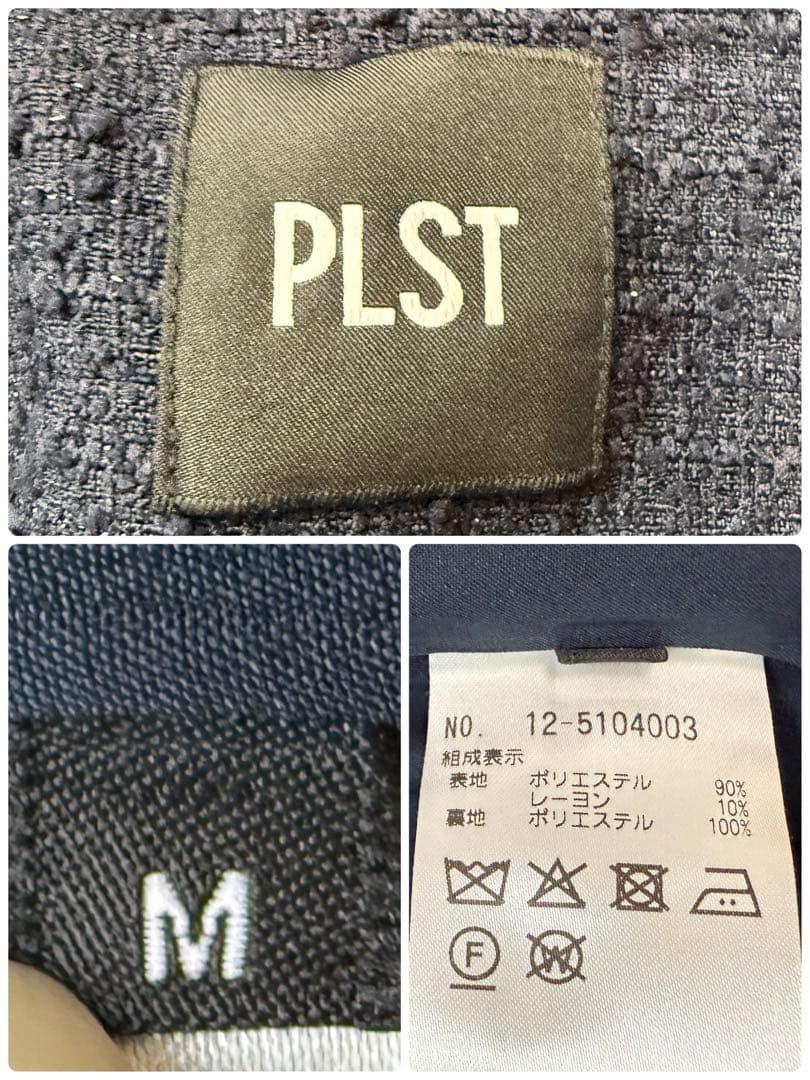 PLST
M
NO. 12-5104003
組成表示
表地 ポリエステル 90%
レーヨン 10%
裏地 ポリエステル 100%
F
W